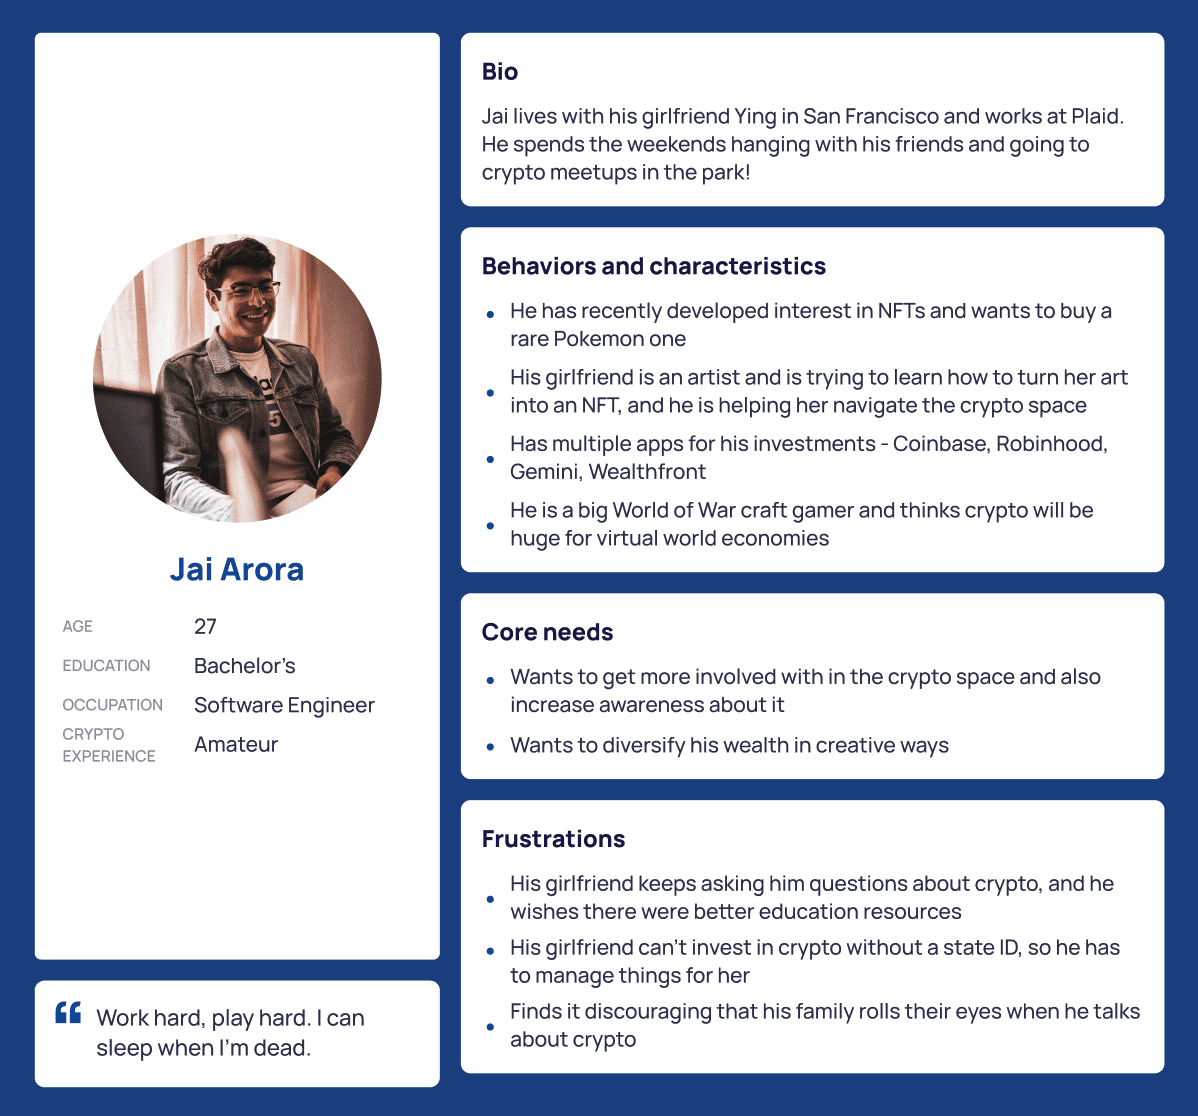 Jai Arora
AGE 27
EDUCATION Bachelor's
OCCUPATION Software Engineer
CRYPTO
EXPERIENCE Amateur
“ Work hard, play hard. I can
sleep when I'm dead.
Bio
Jai lives with his girlfriend Ying in San Francisco and works at Plaid.
He spends the weekends hanging with his friends and going to
crypto meetups in the park!
Behaviors and characteristics
• He has recently developed interest in NFTs and wants to buy a
rare Pokemon one
• His girlfriend is an artist and is trying to learn how to turn her art
into an NFT, and he is helping her navigate the crypto space
• Has multiple apps for his investments - Coinbase, Robinhood,
Gemini, Wealthfront
• He is a big World of War craft gamer and thinks crypto will be
huge for virtual world economies
Core needs
• Wants to get more involved with in the crypto space and also
increase awareness about it
• Wants to diversify his wealth in creative ways
Frustrations
• His girlfriend keeps asking him questions about crypto, and he
wishes there were better education resources
• His girlfriend can't invest in crypto without a state ID, so he has
to manage things for her
• Finds it discouraging that his family rolls their eyes when he talks
about crypto